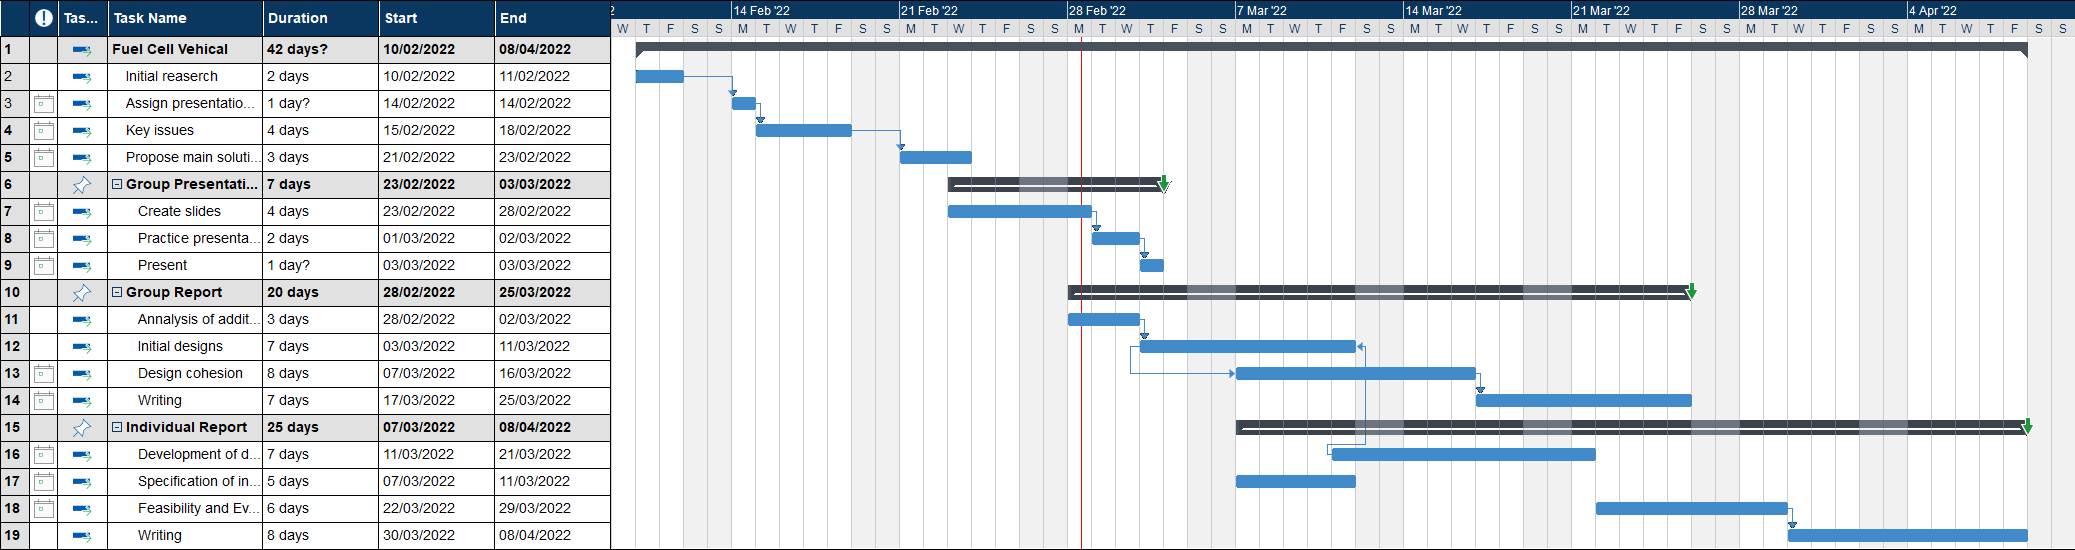 Tas... Task Name Duration Start End 2 14 Feb '22 21 Feb '22 28 Feb '22 7 Mar '22 14 Mar '22 21 Mar '22 28 Mar '22 4 Apr '22
W T F S S M T W T F S S M T W T F S S M T W T F S S M T W T F S S M T W T F S S M T W T F S S M T W T F S S M T W T F S S
1 Fuel Cell Vehical 42 days? 10/02/2022 08/04/2022
2 Initial reaserch 2 days 10/02/2022 11/02/2022
3 Assign presentatio... 1 day? 14/02/2022 14/02/2022
4 Key issues 4 days 15/02/2022 18/02/2022
5 Propose main soluti... 3 days 21/02/2022 23/02/2022
6 Group Presentati... 7 days 23/02/2022 03/03/2022
7 Create slides 4 days 23/02/2022 28/02/2022
8 Practice presenta... 2 days 01/03/2022 02/03/2022
9 Present 1 day? 03/03/2022 03/03/2022
10 Group Report 20 days 28/02/2022 25/03/2022
11 Annalysis of addit... 3 days 28/02/2022 02/03/2022
12 Initial designs 7 days 03/03/2022 11/03/2022
13 Design cohesion 8 days 07/03/2022 16/03/2022
14 Writing 7 days 17/03/2022 25/03/2022
15 Individual Report 25 days 07/03/2022 08/04/2022
16 Development of d... 7 days 11/03/2022 21/03/2022
17 Specification of in... 5 days 07/03/2022 11/03/2022
18 Feasibility and Ev... 6 days 22/03/2022 29/03/2022
19 Writing 8 days 30/03/2022 08/04/2022